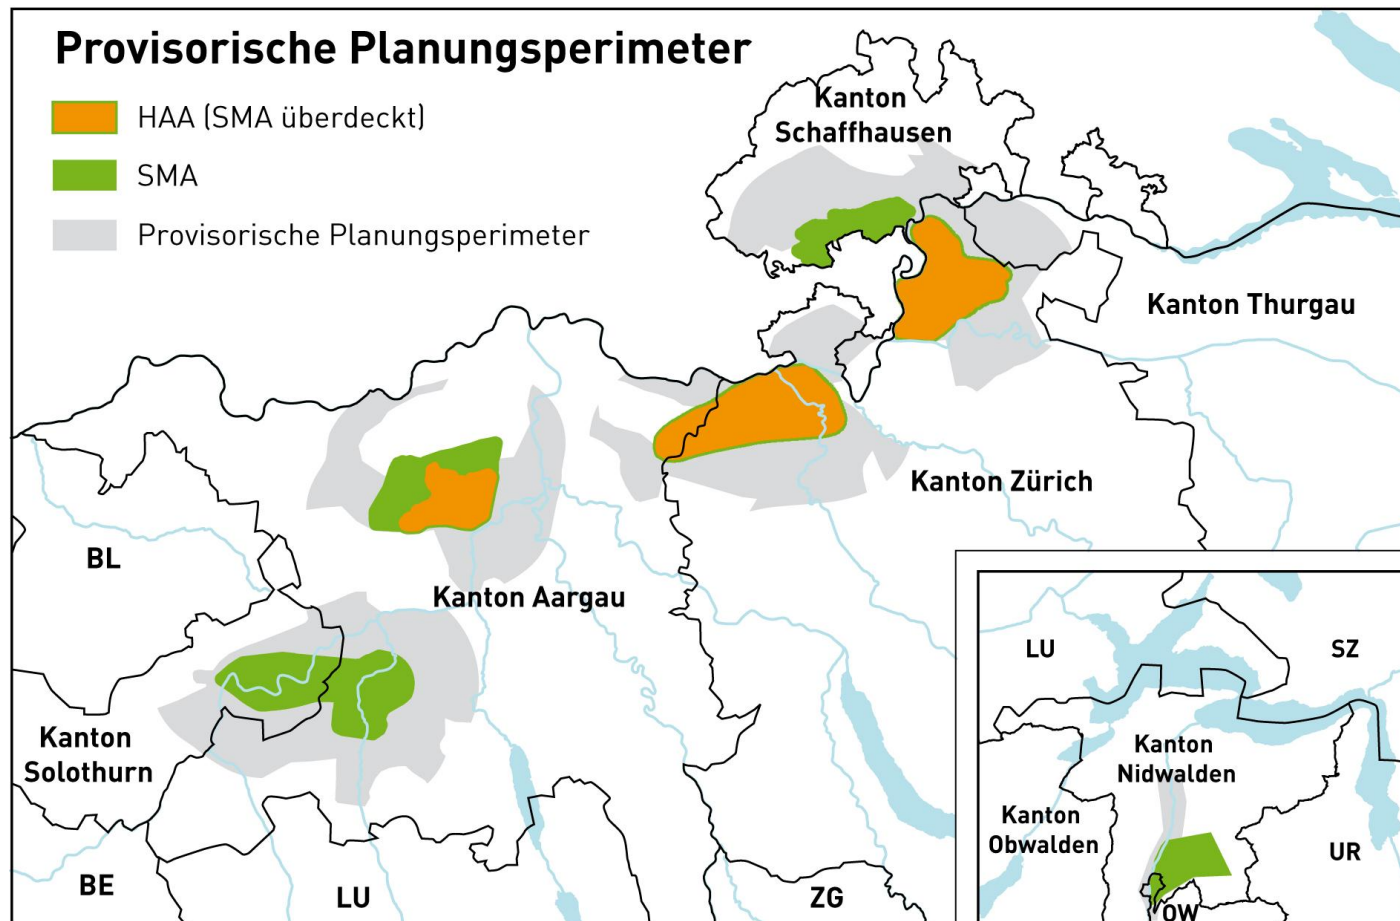 Provisorische Planungsperimeter
HAA (SMA überdeckt)
SMA
Provisorische Planungsperimeter
Kanton
Schaffhausen
Kanton Thurgau
Kanton Zürich
BL
Kanton Aargau
Kanton
Solothurn
BE
LU
ZG
LU
SZ
Kanton
Nidwalden
Kanton
Obwalden
UR
OW